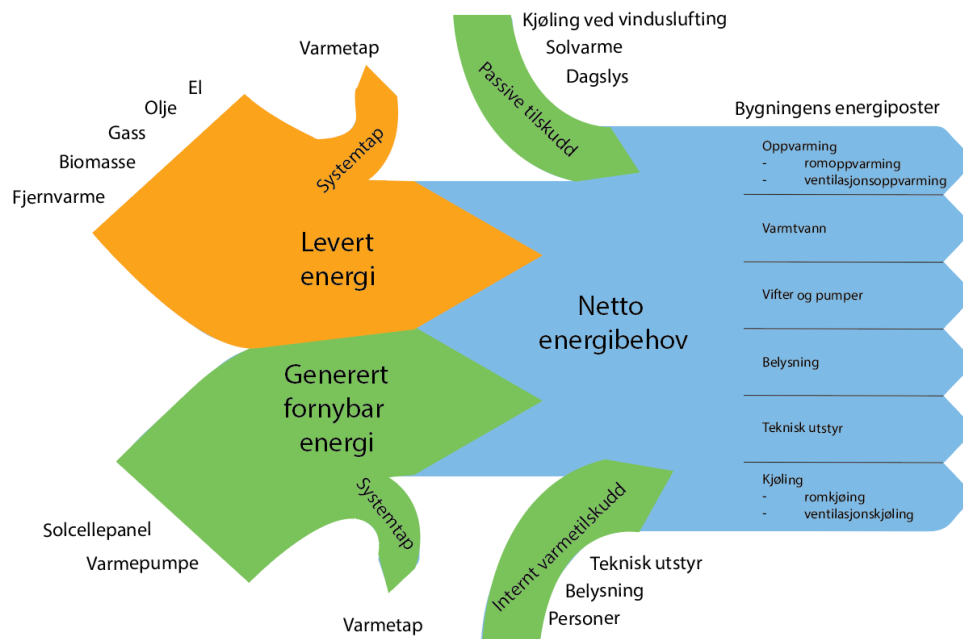 Kjøling ved vinduslufting
Solvarme
Dagslys
Passive tilskudd
Varmetap
Systemtap
El
Olje
Gass
Biomasse
Fjernvarme
Levert
energi
Generert
fornybar
energi
Systemtap
Solcellepanel
Varmepumpe
Varmetap
Netto
energibehov
Internt varmetilskudd
Teknisk utstyr
Belysning
Personer
Bygningens energiposter
Oppvarming
- romoppvarming
- ventilasjonsoppvarming
Varmtvann
Vifter og pumper
Belysning
Teknisk utstyr
Kjøling
- romkjøing
- ventilasjonskjøling